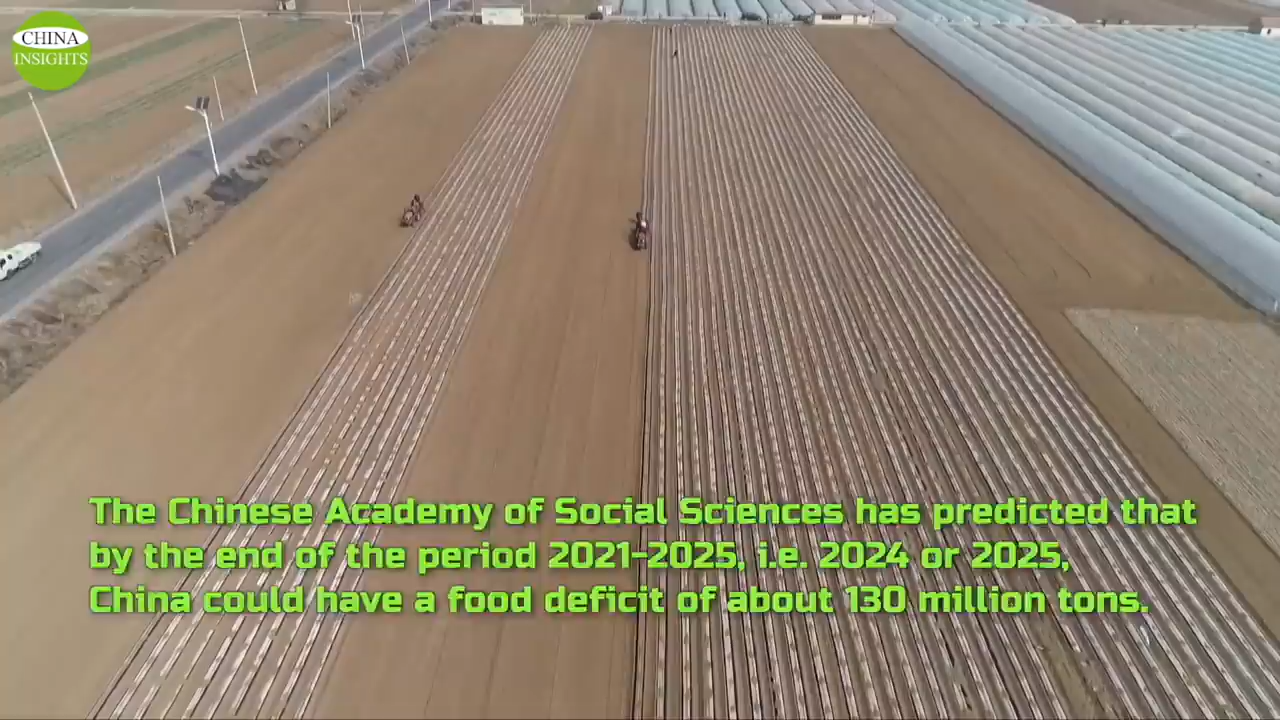 CHINA
INSIGHTS
The Chinese Academy of Social Sciences has predicted that
by the end of the period 2021-2025, i.e. 2024 or 2025,
China could have a food deficit of about 130 million tons.